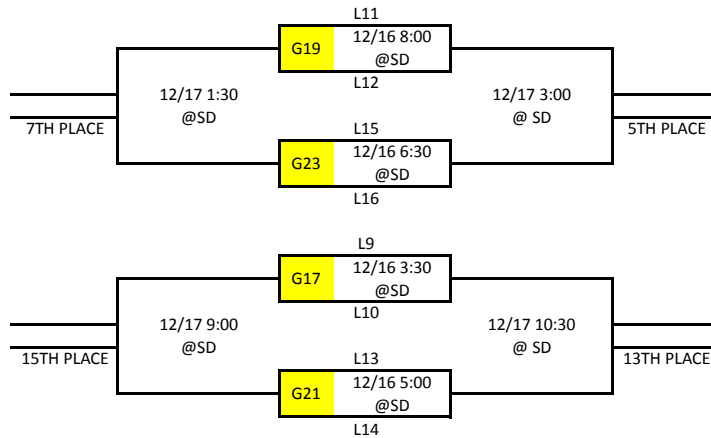 L11
G19
12/16 8:00
@SD
L12
12/17 1:30
@SD
12/17 3:00
@ SD
7TH PLACE
5TH PLACE
L15
G23
12/16 6:30
@SD
L16
L9
G17
12/16 3:30
@SD
L10
12/17 9:00
@SD
12/17 10:30
@ SD
15TH PLACE
13TH PLACE
L13
G21
12/16 5:00
@SD
L14